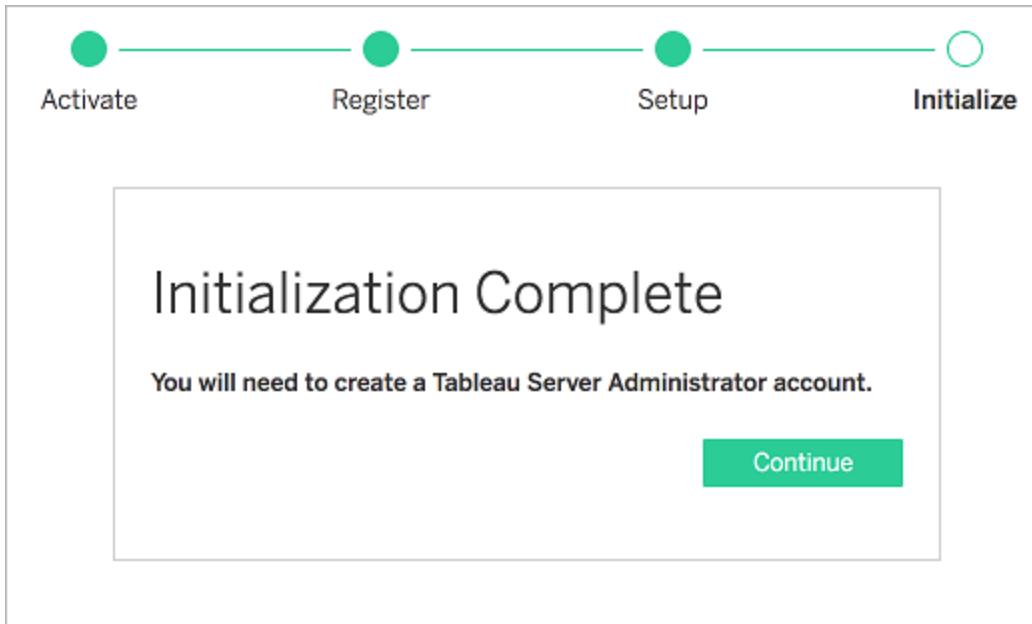 Activate Register Setup Initialize
Initialization Complete
You will need to create a Tableau Server Administrator account.
Continue